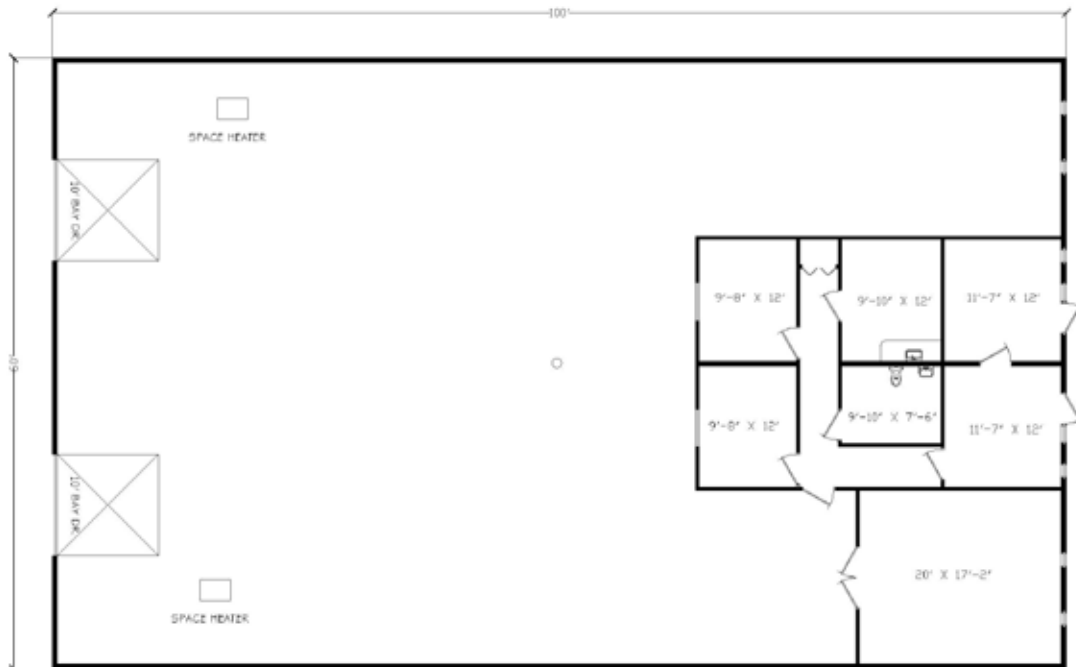 100'
60'
SPACE HEATER
10' BAY DR.
9'-8" X 12'
9'-10" X 12'
11'-7" X 12'
9'-8" X 12'
9'-10" X 7'-6"
11'-7" X 12'
10' BAY DR.
20' X 17'-2"
SPACE HEATER